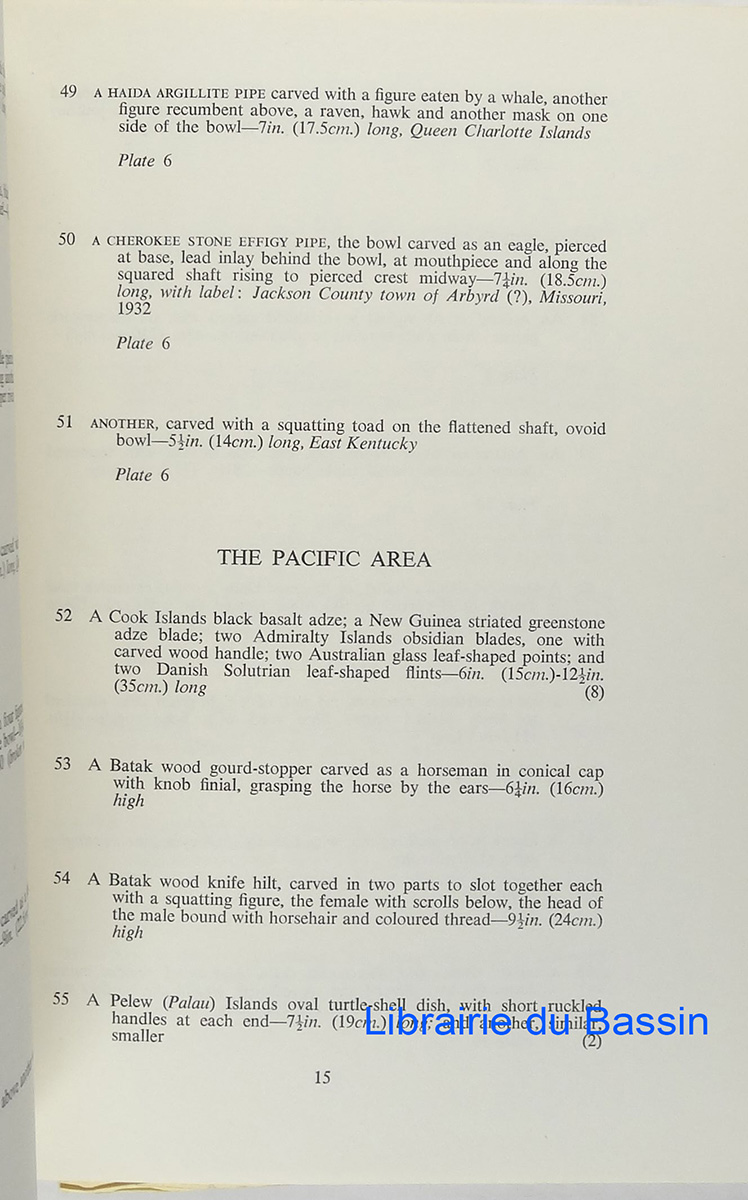 49 A HAIDA ARGILLITE PIPE carved with a figure eaten by a whale, another
figure recumbent above, a raven, hawk and another mask on one
side of the bowl—7in. (17.5cm.) long, Queen Charlotte Islands
Plate 6
50 A CHEROKEE STONE EFFIGY PIPE, the bowl carved as an eagle, pierced
at base, lead inlay behind the bowl, at mouthpiece and along the
squared shaft rising to pierced crest midway—7¼in. (18.5cm.)
long, with label: Jackson County town of Arbyrd (?), Missouri,
1932
Plate 6
51 ANOTHER, carved with a squatting toad on the flattened shaft, ovoid
bowl—5½in. (14cm.) long, East Kentucky
Plate 6
THE PACIFIC AREA
52 A Cook Islands black basalt adze; a New Guinea striated greenstone
adze blade; two Admiralty Islands obsidian blades, one with
carved wood handle; two Australian glass leaf-shaped points; and
two Danish Solutrian leaf-shaped flints—6in. (15cm.)-12½in.
(35cm.) long (8)
53 A Batak wood gourd-stopper carved as a horseman in conical cap
with knob finial, grasping the horse by the ears—6¼in. (16cm.)
high
54 A Batak wood knife hilt, carved in two parts to slot together each
with a squatting figure, the female with scrolls below, the head of
the male bound with horsehair and coloured thread—9½in. (24cm.)
high
55 A Pelew (Palau) Islands oval turtle-shell dish, with short ruckled
handles at each end—7½in. (19cm.) long; and another, similar,
smaller (2)
Librairie du Bassin
15